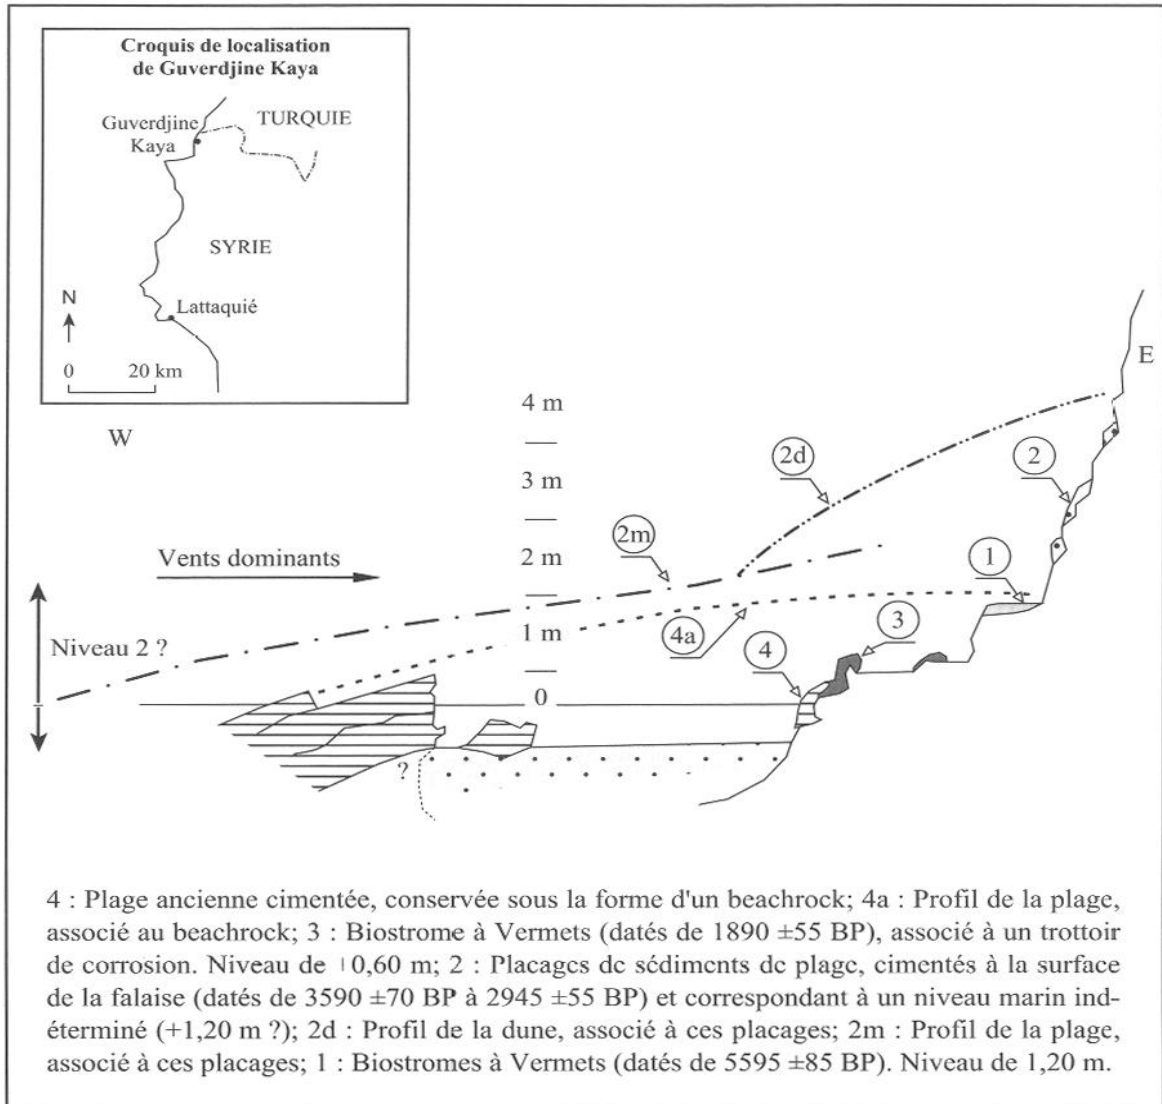 Croquis de localisation
de Guverdjine Kaya
Guverdjine
Kaya
TURQUIE
SYRIE
N
Lattaquié
0 20 km
W
E
4 m
3 m
2 m
1 m
0
2d
2
2m
1
Vents dominants
Niveau 2 ?
4a
3
4
?
4 : Plage ancienne cimentée, conservée sous la forme d'un beachrock; 4a : Profil de la plage,
associé au beachrock; 3 : Biostrome à Vermets (datés de 1890 ±55 BP), associé à un trottoir
de corrosion. Niveau de +0,60 m; 2 : Placages de sédiments de plage, cimentés à la surface
de la falaise (datés de 3590 ±70 BP à 2945 ±55 BP) et correspondant à un niveau marin ind-
éterminé (+1,20 m ?); 2d : Profil de la dune, associé à ces placages; 2m : Profil de la plage,
associé à ces placages; 1 : Biostromes à Vermets (datés de 5595 ±85 BP). Niveau de 1,20 m.